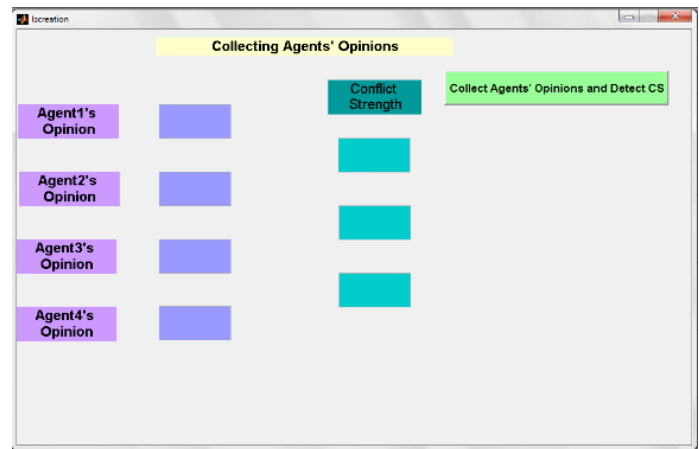 Iscreation
Collecting Agents' Opinions
Conflict
Strength
Collect Agents' Opinions and Detect CS
Agent1's
Opinion
Agent2's
Opinion
Agent3's
Opinion
Agent4's
Opinion